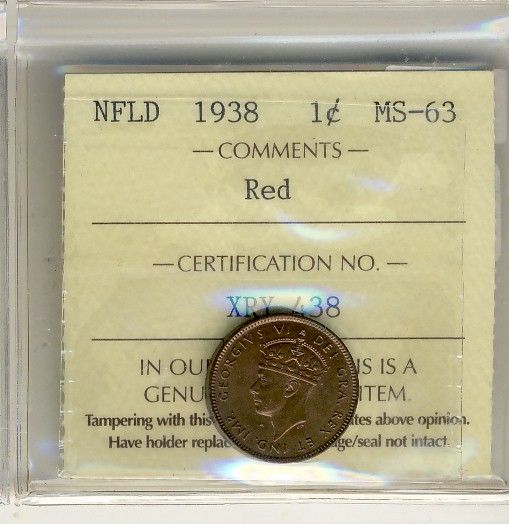 NFLD 1938 1¢ MS-63
— COMMENTS —
Red
— CERTIFICATION NO. —
XRY 438
IN OU IS IS A
GENU ITEM.
Tampering with this tes above opinion.
Have holder replac ge/seal not intact.
GEORGIVS VI DEI GRA. REX ET IND. IMP.